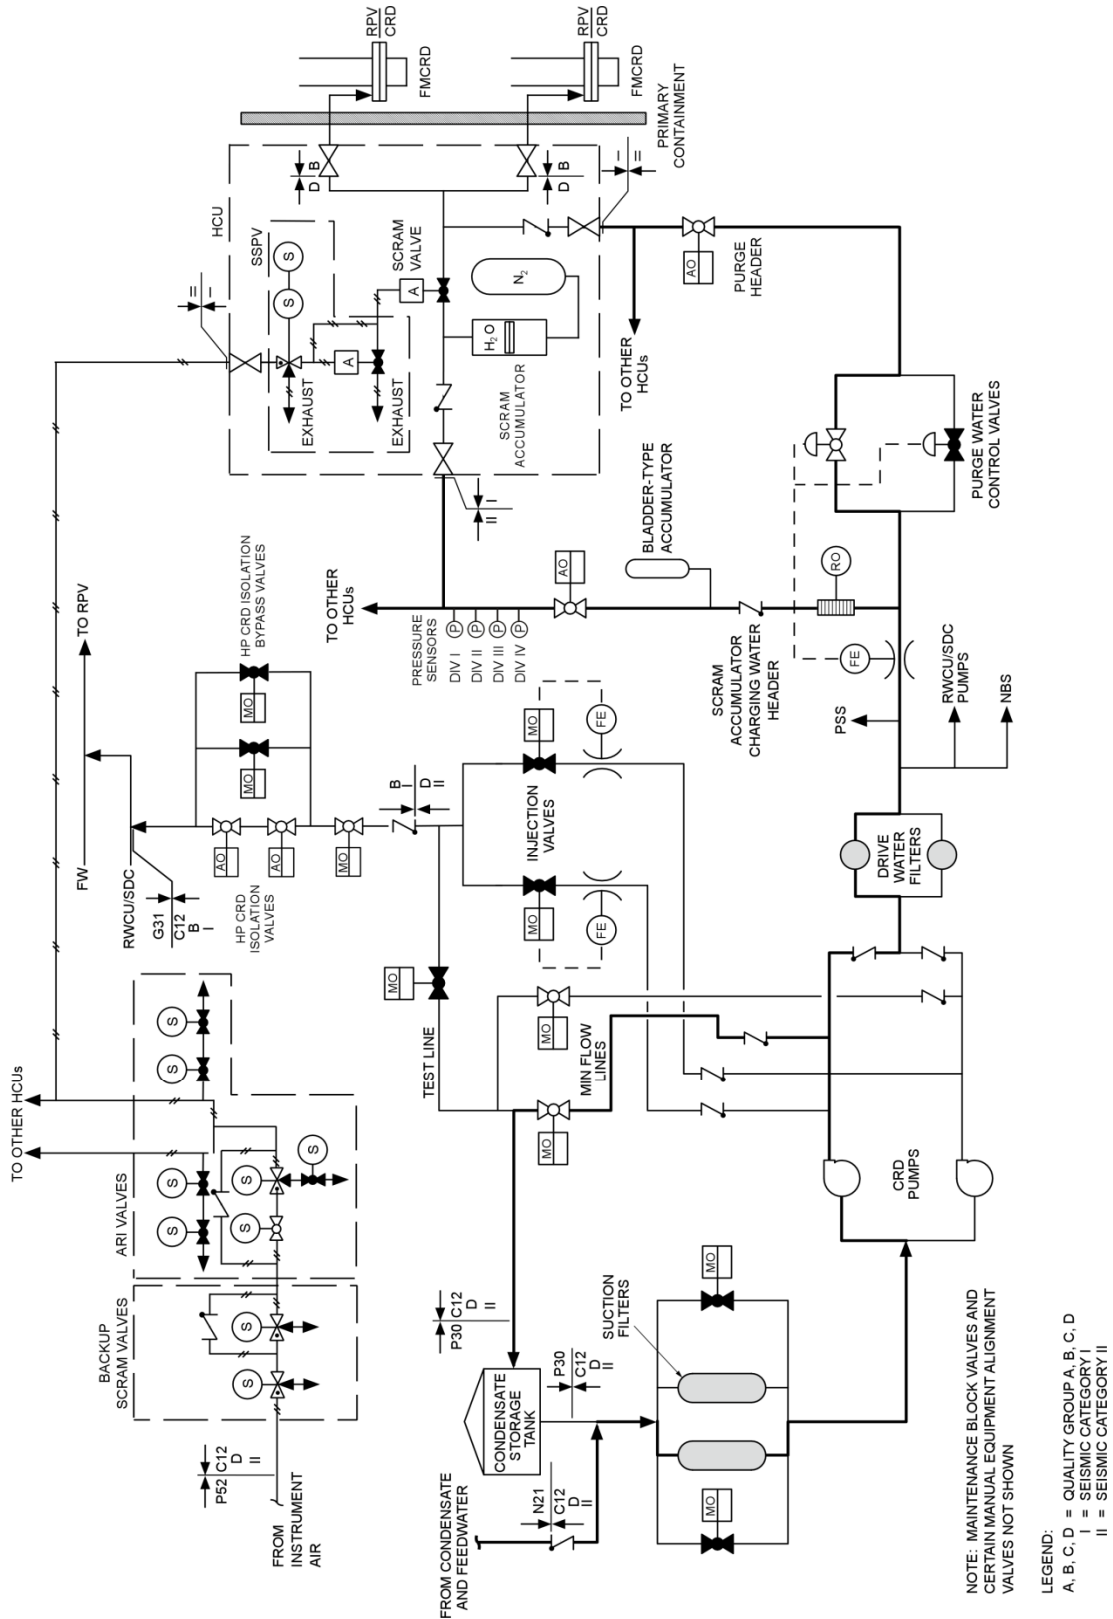 TO OTHER HCUs
P52
C12
D
II
FROM
INSTRUMENT
AIR
BACKUP
SCRAM VALVES
S
S
ARI VALVES
S
S
S
S
S
S
S
FW
TO RPV
RWCU/SDC
G31
C12
B
I
HP CRD
ISOLATION
VALVES
AO
AO
MO
HP CRD ISOLATION
BYPASS VALVES
MO
MO
B
I
D
II
II
I
HCU
SSPV
S
S
EXHAUST
EXHAUST
A
A
SCRAM
VALVE
D
B
D
B
RPV
CRD
FMCRD
RPV
CRD
FMCRD
PRIMARY
CONTAINMENT
I
II
SCRAM
ACCUMULATOR
H2O
N2
II
I
TO OTHER
HCUs
PRESSURE
SENSORS
DIV I
DIV II
DIV III
DIV IV
P
P
P
P
AO
BLADDER-TYPE
ACCUMULATOR
SCRAM
ACCUMULATOR
CHARGING WATER
HEADER
RO
FE
TO OTHER
HCUs
AO
PURGE
HEADER
PURGE WATER
CONTROL VALVES
TEST LINE
MO
MO
MO
INJECTION
VALVES
FE
FE
MO
MO
MIN FLOW
LINES
PSS
RWCU/SDC
PUMPS
NBS
DRIVE
WATER
FILTERS
CRD
PUMPS
P30
C12
D
II
CONDENSATE
STORAGE
TANK
P30
C12
D
II
FROM CONDENSATE
AND FEEDWATER
N21
C12
D
II
SUCTION
FILTERS
MO
MO
NOTE: MAINTENANCE BLOCK VALVES AND
CERTAIN MANUAL EQUIPMENT ALIGNMENT
VALVES NOT SHOWN
LEGEND:
A, B, C, D = QUALITY GROUP A, B, C, D
I = SEISMIC CATEGORY I
II = SEISMIC CATEGORY II